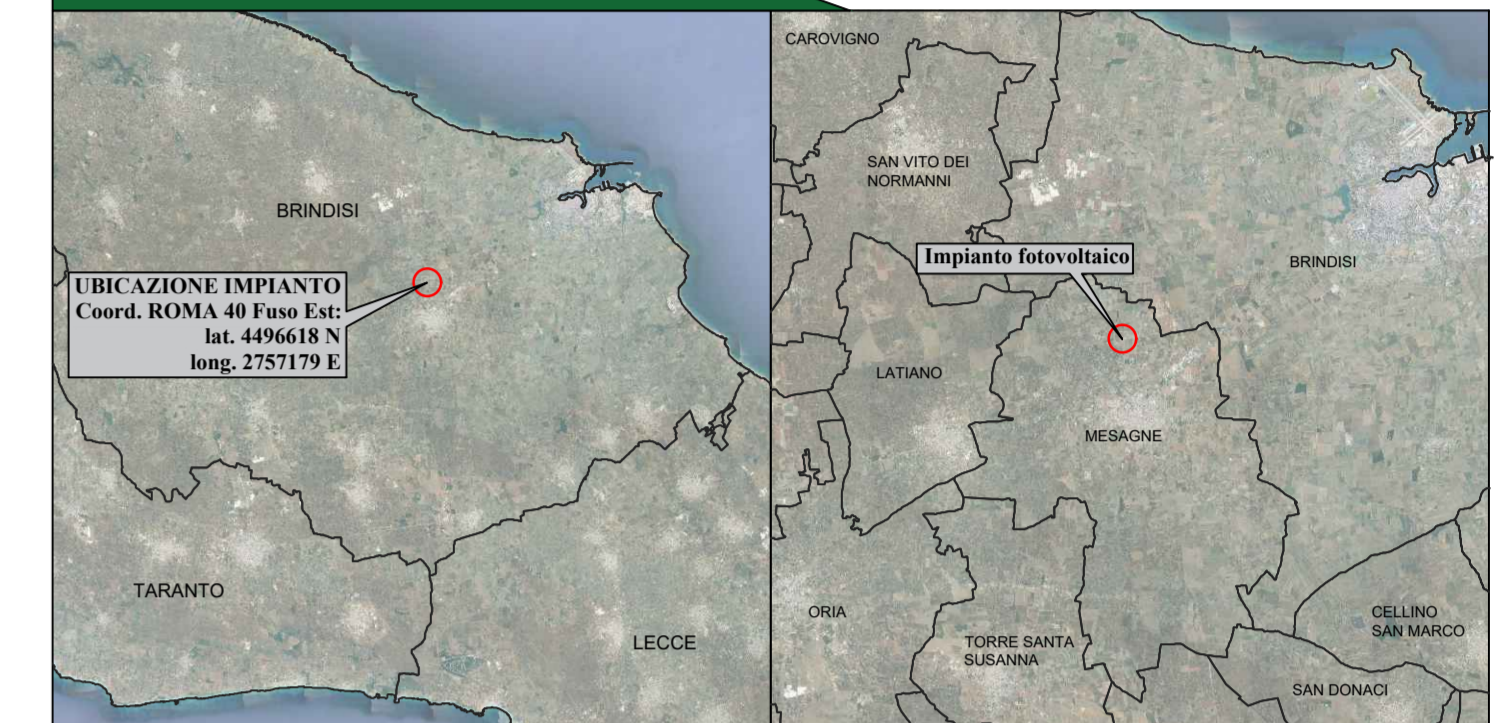 BRINDISI
UBICAZIONE IMPIANTO
Coord. ROMA 40 Fuso Est:
lat. 4496618 N
long. 2757179 E
TARANTO
LECCE
CAROVIGNO
SAN VITO DEI
NORMANNI
Impianto fotovoltaico
BRINDISI
LATIANO
MESAGNE
ORIA
TORRE SANTA
SUSANNA
CELLINO
SAN MARCO
SAN DONACI